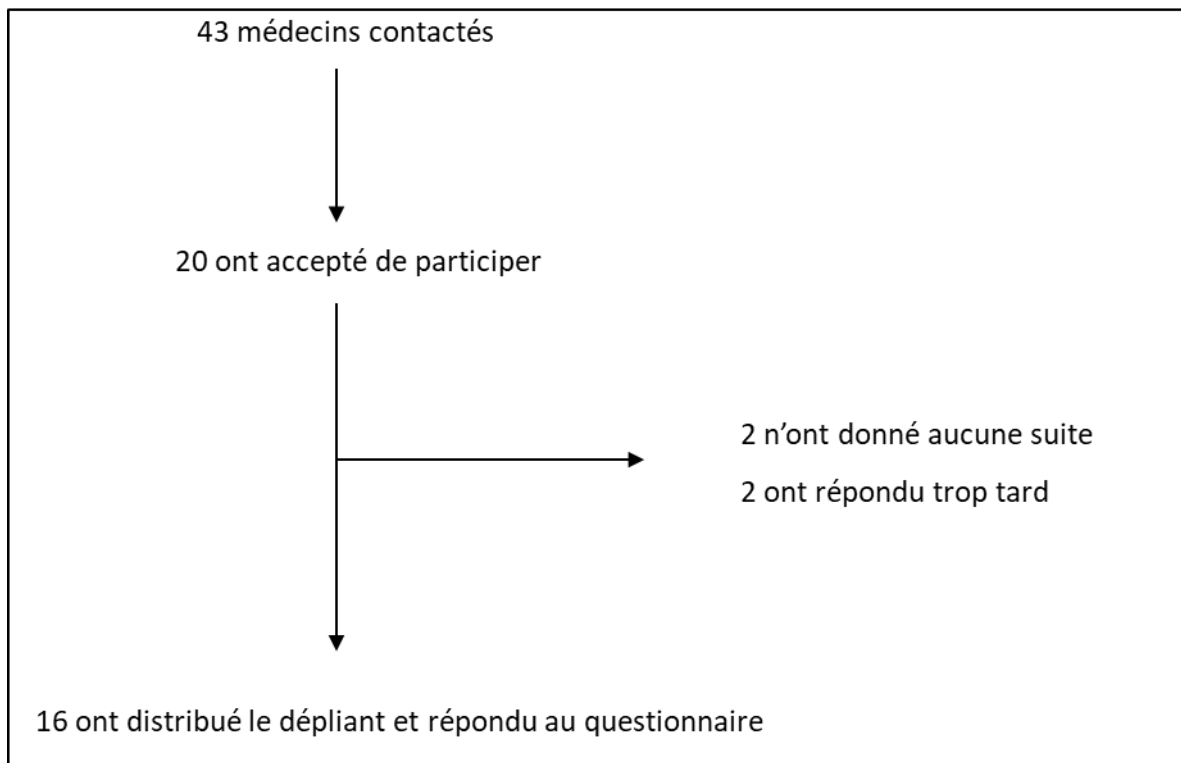 43 médecins contactés
20 ont accepté de participer
2 n’ont donné aucune suite
2 ont répondu trop tard
16 ont distribué le dépliant et répondu au questionnaire